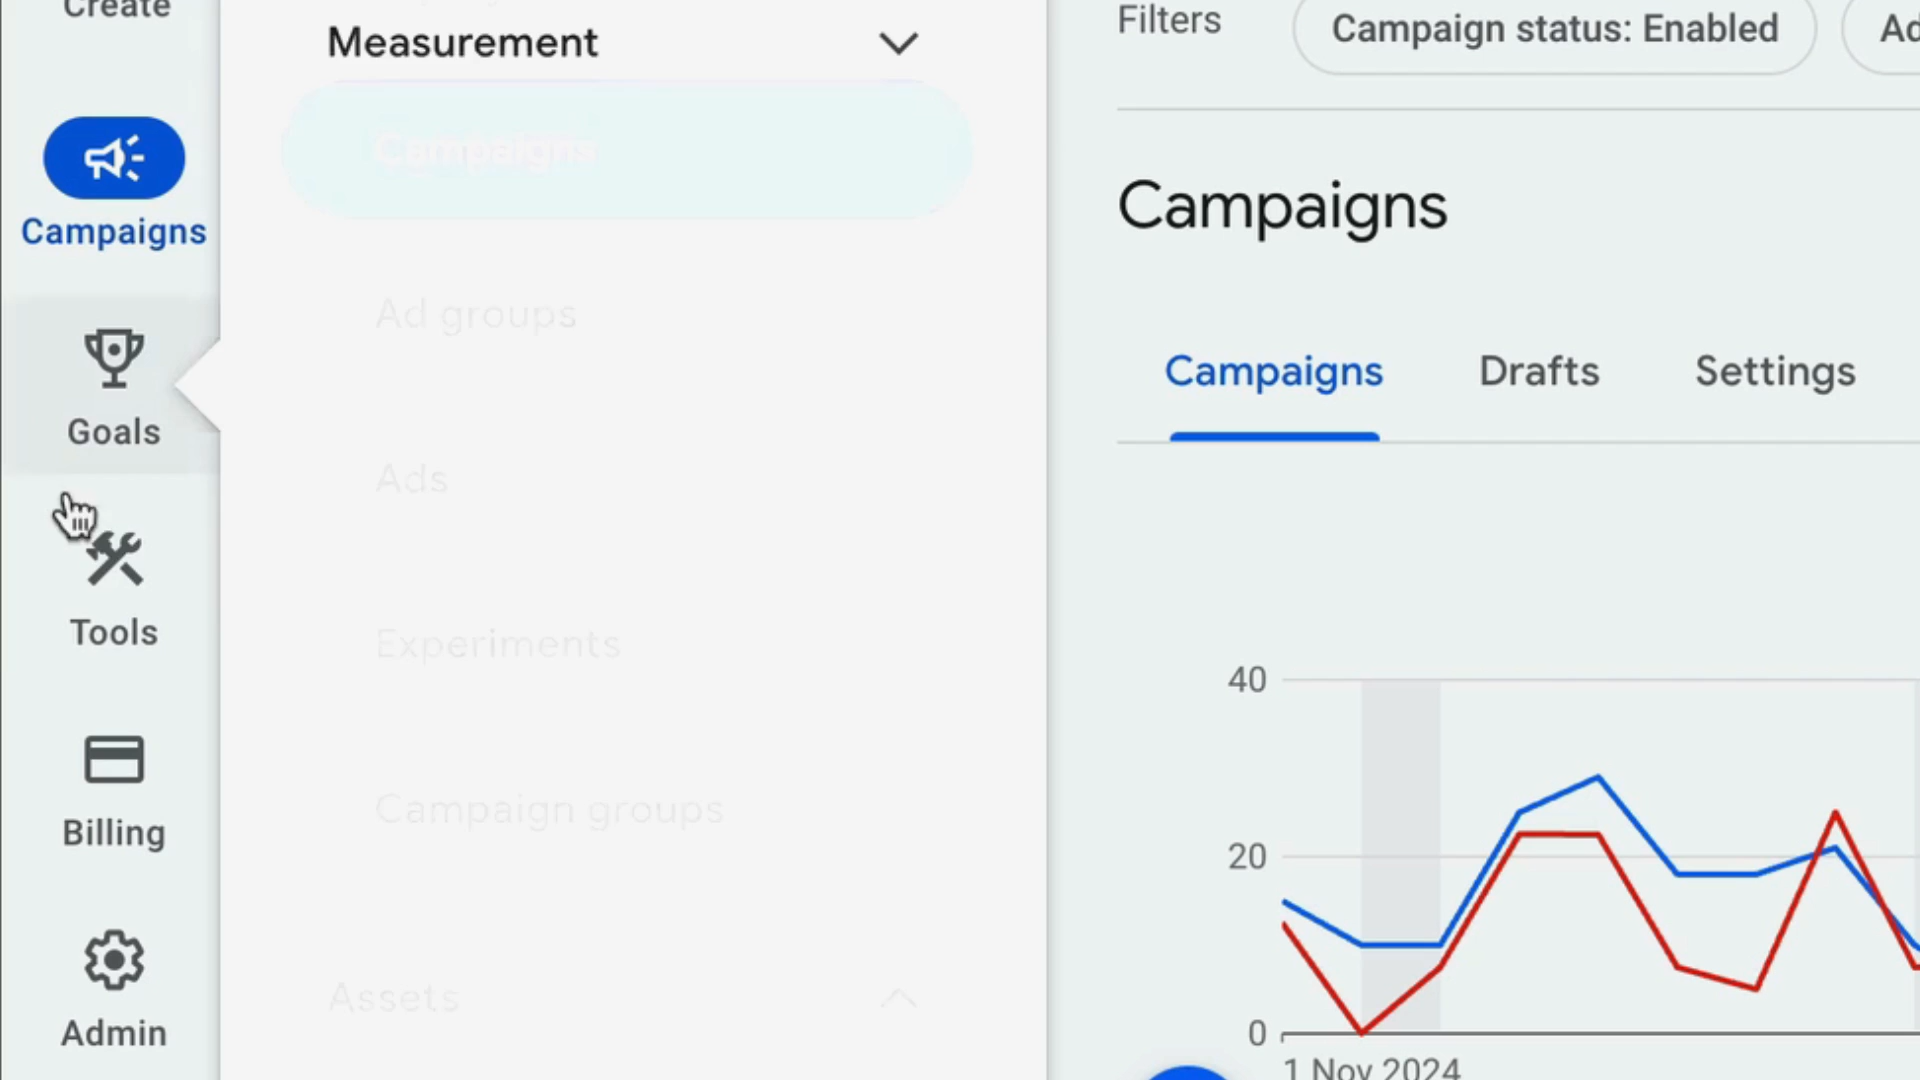 Create
Campaigns
Goals
Tools
Billing
Admin
Measurement
Campaigns
Ad groups
Ads
Experiments
Campaign groups
Assets
Filters
Campaign status: Enabled
Ad
Campaigns
Campaigns
Drafts
Settings
40
20
0
1 Nov 2024